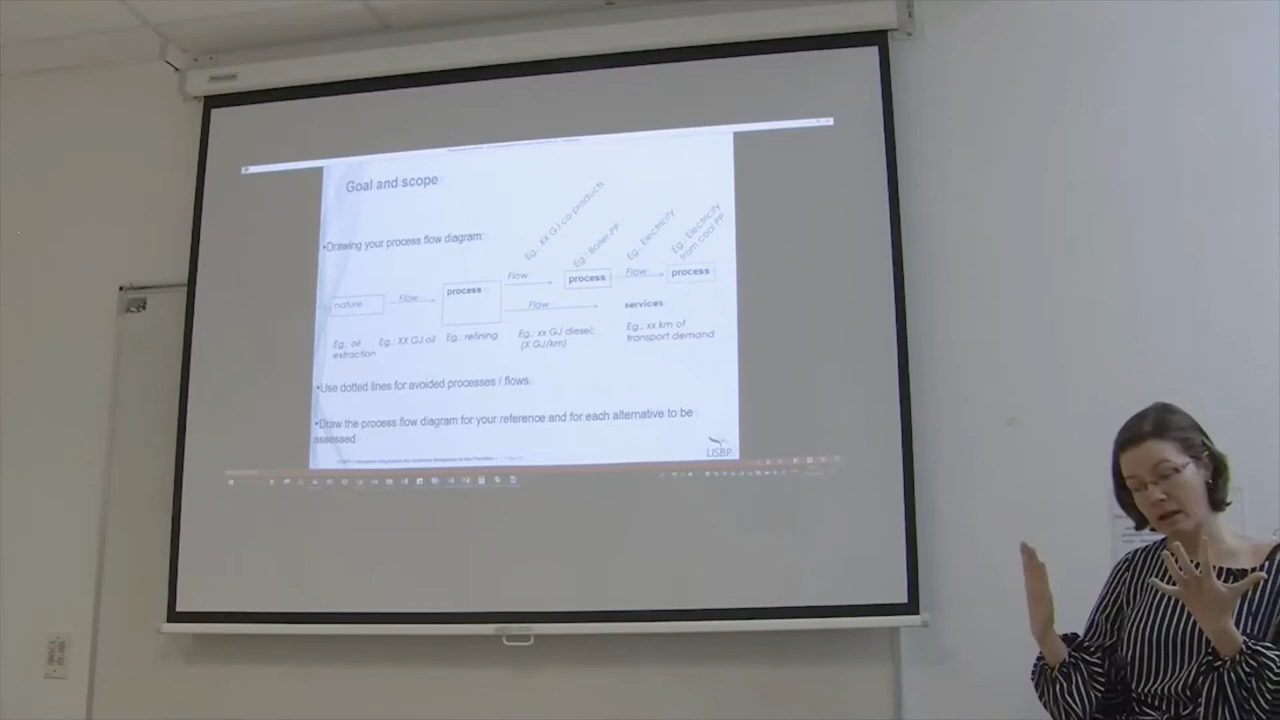 Goal and scope
•Drawing your process flow diagram:
Eg.: XX GJ co-products
Eg.: Boiler-PP
Eg.: Electricity
Eg.: Electricity
from coal PP
nature
Flow
process
Flow
process
Flow
process
Flow
services
Eg.: oil
extraction
Eg.: XX GJ oil
Eg.: refining
Eg.: xx GJ diesel;
(X GJ/km)
Eg.: xx km of
transport demand
•Use dotted lines for avoided processes / flows.
•Draw the process flow diagram for your reference and for each alternative to be
assessed
LISBP